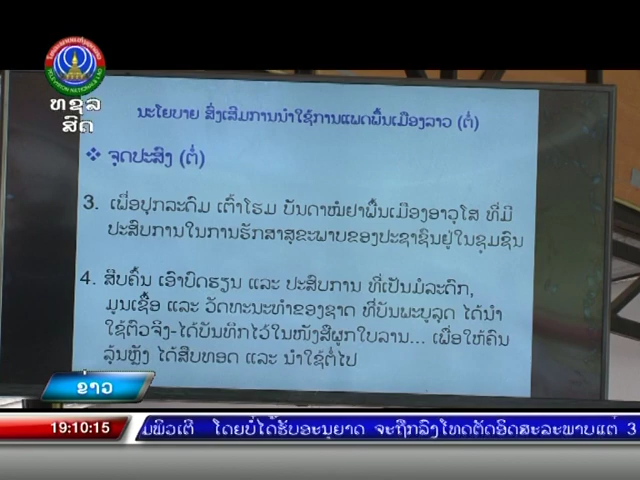 ທຊລ
ສົດ
ນະໂຍບາຍ ສົ່ງເສີມການນຳໃຊ້ການແພດພື້ນເມືອງລາວ (ຕໍ່)
❖ ຈຸດປະສົງ (ຕໍ່)
3. ເພື່ອປຸກລະດົມ ເຕົ້າໂຮມ ບັນດາໝໍຢາພື້ນເມືອງອາວຸໂສ ທີ່ມີ
ປະສົບການໃນການຮັກສາສຸຂະພາບຂອງປະຊາຊົນຢູ່ໃນຊຸມຊົນ
4. ສືບຄົ້ນ ເອົາບົດຮຽນ ແລະ ປະສົບການ ທີ່ເປັນມໍລະດົກ,
ມູນເຊື້ອ ແລະ ວັດທະນະທຳຂອງຊາດ ທີ່ບັນພະບູລຸດ ໄດ້ນຳ
ໃຊ້ຕົວຈິງ-ໄດ້ບັນທຶກໄວ້ໃນໜັງສືຜູກໃບລານ... ເພື່ອໃຫ້ຄົນ
ລຸ້ນຫຼັງ ໄດ້ສືບທອດ ແລະ ນຳໃຊ້ຕໍ່ໄປ
ຂ່າວ
19:10:15 ມພິວເຕີ ໂດຍບໍ່ໄດ້ຮັບອະນຸຍາດ ຈະຖືກລົງໂທດຕັດອິດສະລະພາບແຕ່ 3